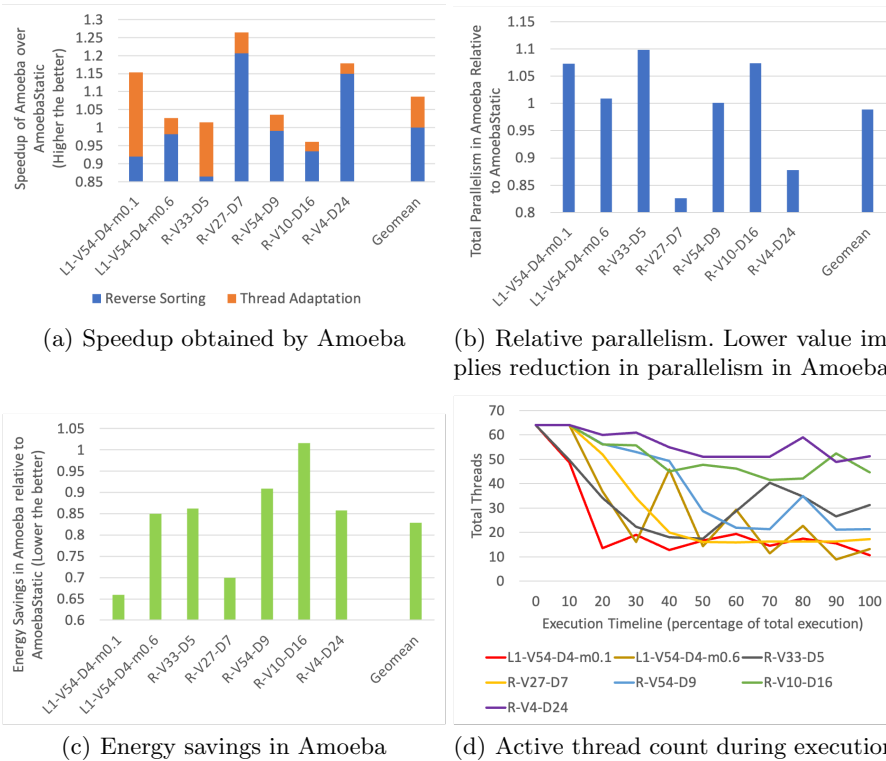 Speedup of Amoeba over
AmoebaStatic
(Higher the better)
1.3
1.25
1.2
1.15
1.1
1.05
1
0.95
0.9
0.85
L1-V54-D4-m0.1
L1-V54-D4-m0.6
R-V33-D5
R-V27-D7
R-V54-D9
R-V10-D16
R-V4-D24
Geomean
Reverse Sorting
Thread Adaptation
(a) Speedup obtained by Amoeba
Total Parallelism in Amoeba Relative
to AmoebaStatic
1.15
1.1
1.05
1
0.95
0.9
0.85
0.8
L1-V54-D4-m0.1
L1-V54-D4-m0.6
R-V33-D5
R-V27-D7
R-V54-D9
R-V10-D16
R-V4-D24
Geomean
(b) Relative parallelism. Lower value im
plies reduction in parallelism in Amoeba
Energy Savings in Amoeba relative to
AmoebaStatic (Lower the better)
1.05
1
0.95
0.9
0.85
0.8
0.75
0.7
0.65
0.6
L1-V54-D4-m0.1
L1-V54-D4-m0.6
R-V33-D5
R-V27-D7
R-V54-D9
R-V10-D16
R-V4-D24
Geomean
(c) Energy savings in Amoeba
Total Threads
70
60
50
40
30
20
10
0
0 10 20 30 40 50 60 70 80 90 100
Execution Timeline (percentage of total execution)
L1-V54-D4-m0.1 L1-V54-D4-m0.6 R-V33-D5
R-V27-D7 R-V54-D9 R-V10-D16
R-V4-D24
(d) Active thread count during execution